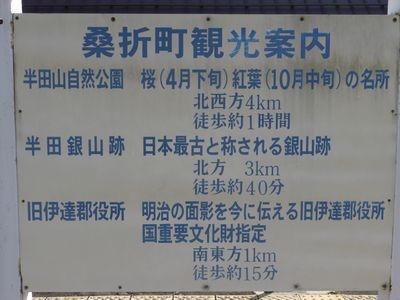 桑折町観光案内
半田山自然公園 桜(4月下旬)紅葉(10月中旬)の名所
北西方4km
徒歩約1時間
半田銀山跡 日本最古と称される銀山跡
北方 3km
徒歩約40分
旧伊達郡役所 明治の面影を今に伝える旧伊達郡役所
国重要文化財指定
南東方1km
徒歩約15分